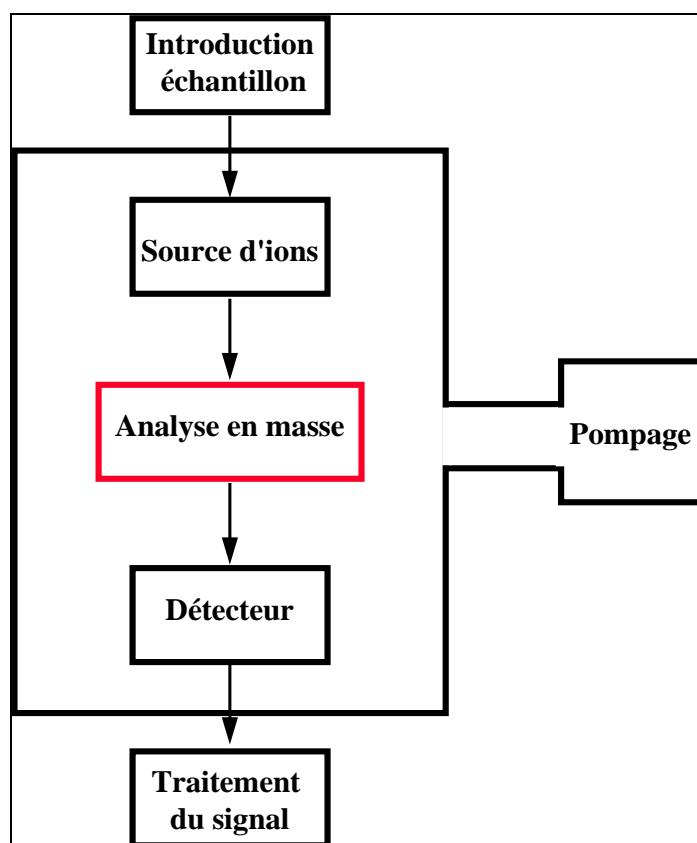 Introduction
échantillon
Source d'ions
Analyse en masse
Pompage
Détecteur
Traitement
du signal